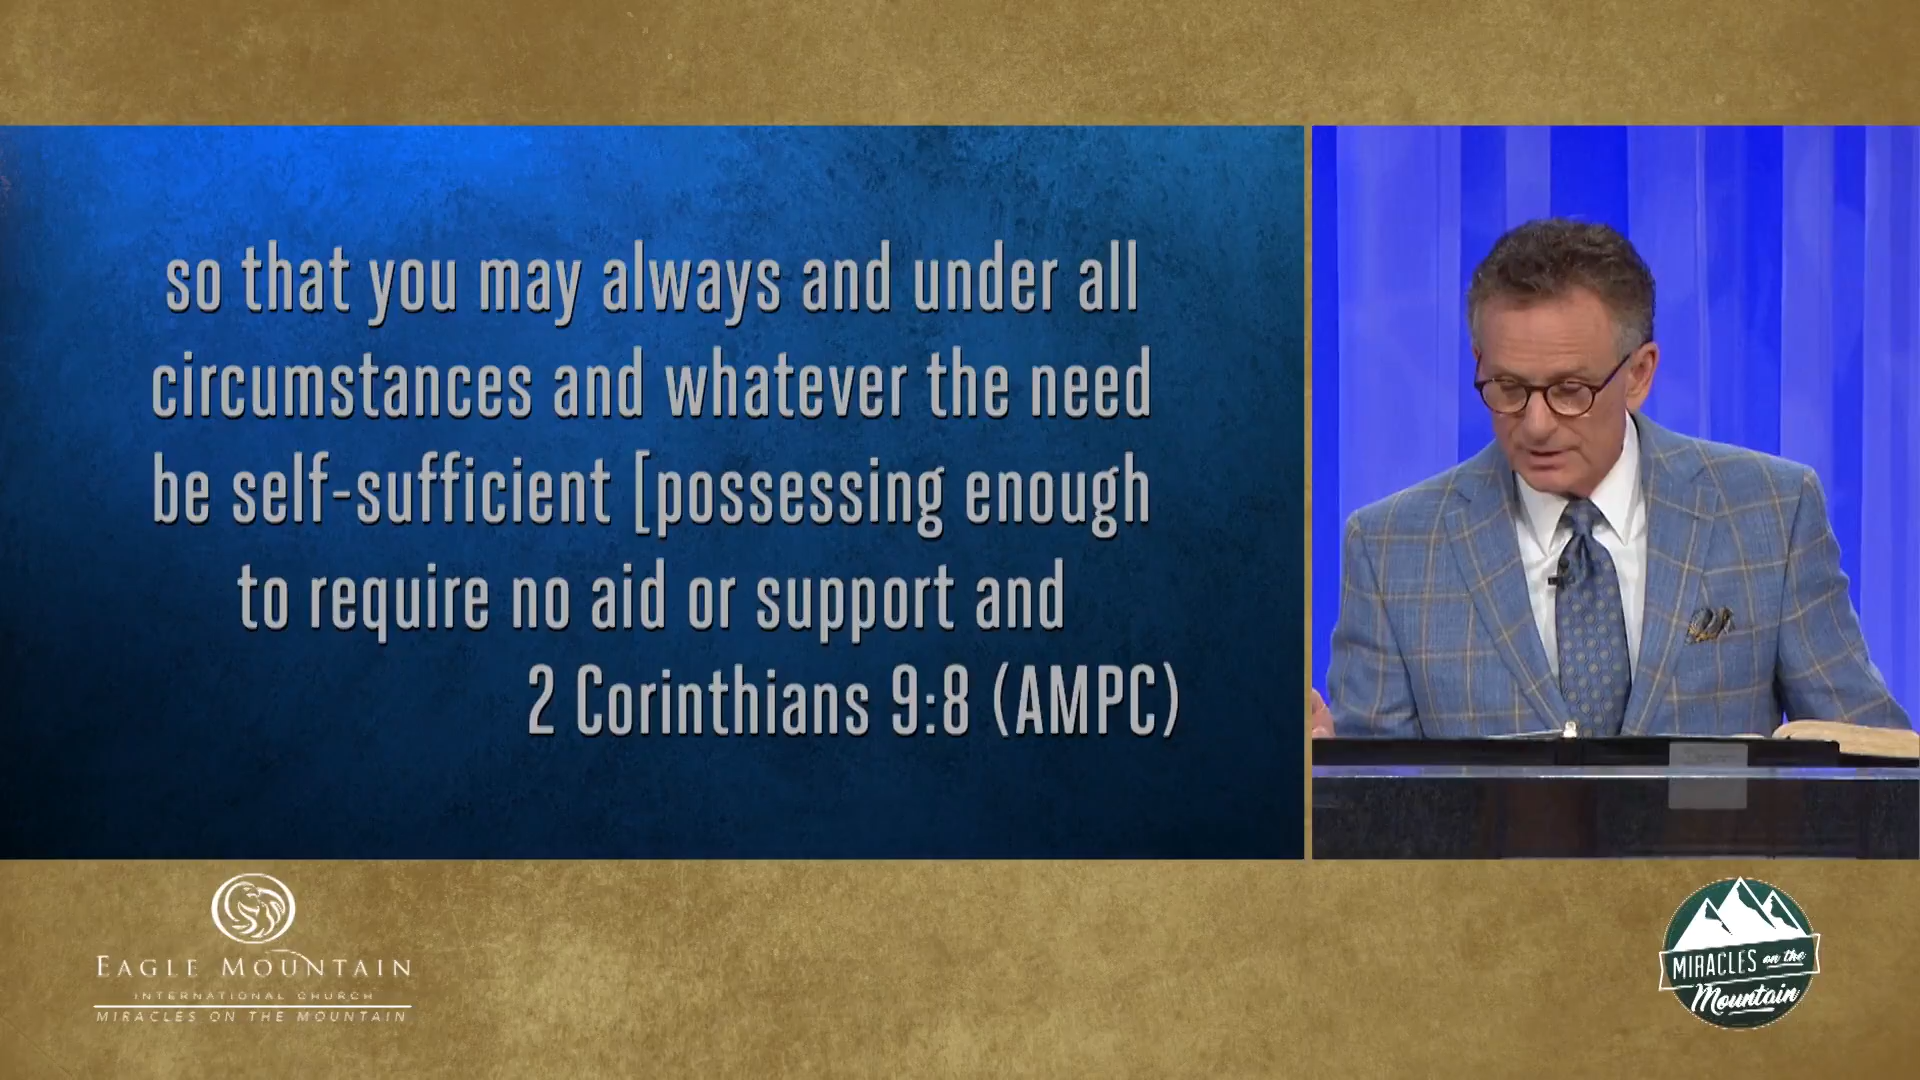 so that you may always and under all
circumstances and whatever the need
be self-sufficient [possessing enough
to require no aid or support and
2 Corinthians 9:8 (AMPC)
EAGLE MOUNTAIN
INTERNATIONAL CHURCH
MIRACLES ON THE MOUNTAIN
MIRACLES on the
Mountain